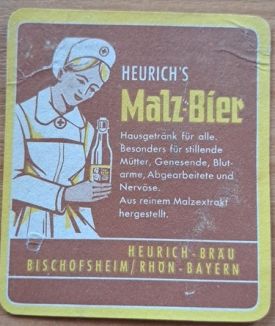 HEURICH'S
Malz-Bier
Hausgetränk für alle.
Besonders für stillende
Mütter, Genesende, Blut-
arme, Abgearbeitete und
Nervöse.
Aus reinem Malzextrakt
hergestellt.
HEURICH-BRÄU
BISCHOFSHEIM/RHÖN-BAYERN